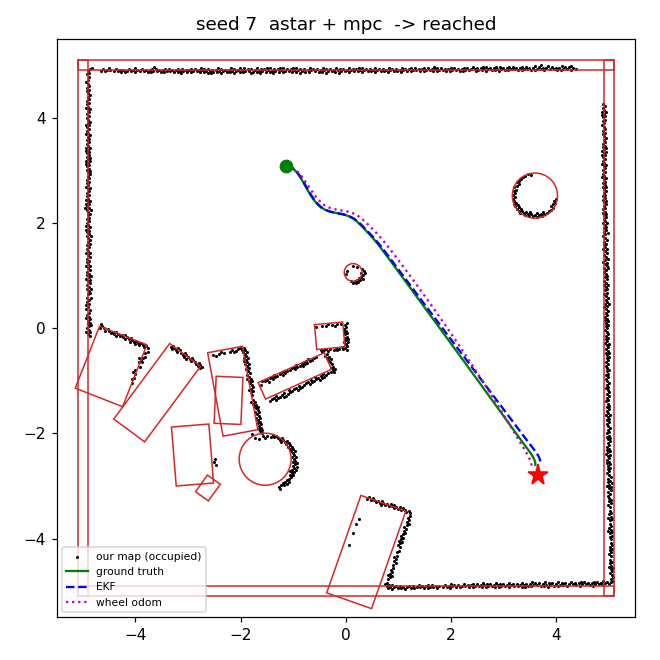 seed 7 astar + mpc -> reached
4
2
0
−2
−4
our map (occupied)
ground truth
EKF
wheel odom
−4
−2
0
2
4